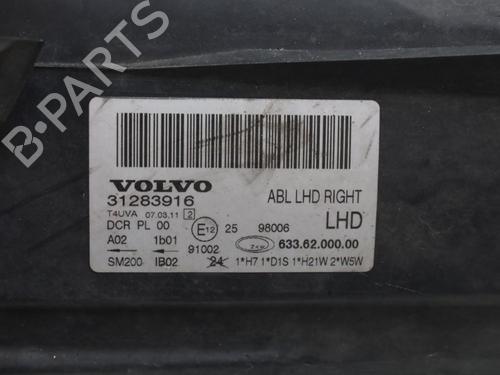 B-PARTS
VOLVO
31283916
ABL LHD RIGHT
T4UVA 07.03.11 2
LHD
DCR PL 00
E12 25 98006
A02 1b01 91002
633.62.000.00
SM200 IB02 24 1*H7 1*D1S 1*H21W 2*W5W